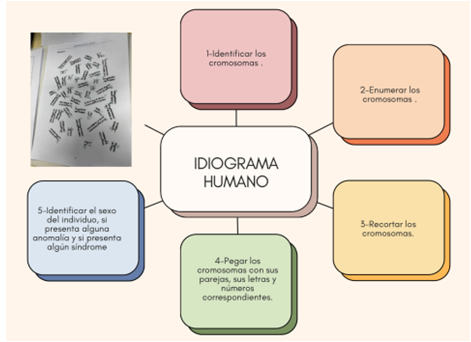 1-Identificar los
cromosomas .
2-Enumerar los
cromosomas .
IDIOGRAMA
HUMANO
3-Recortar los
cromosomas.
4-Pegar los
cromosomas con sus
parejas, sus letras y
números
correspondientes.
5-Identificar el sexo
del individuo, si
presenta alguna
anomalía y si presenta
algún síndrome